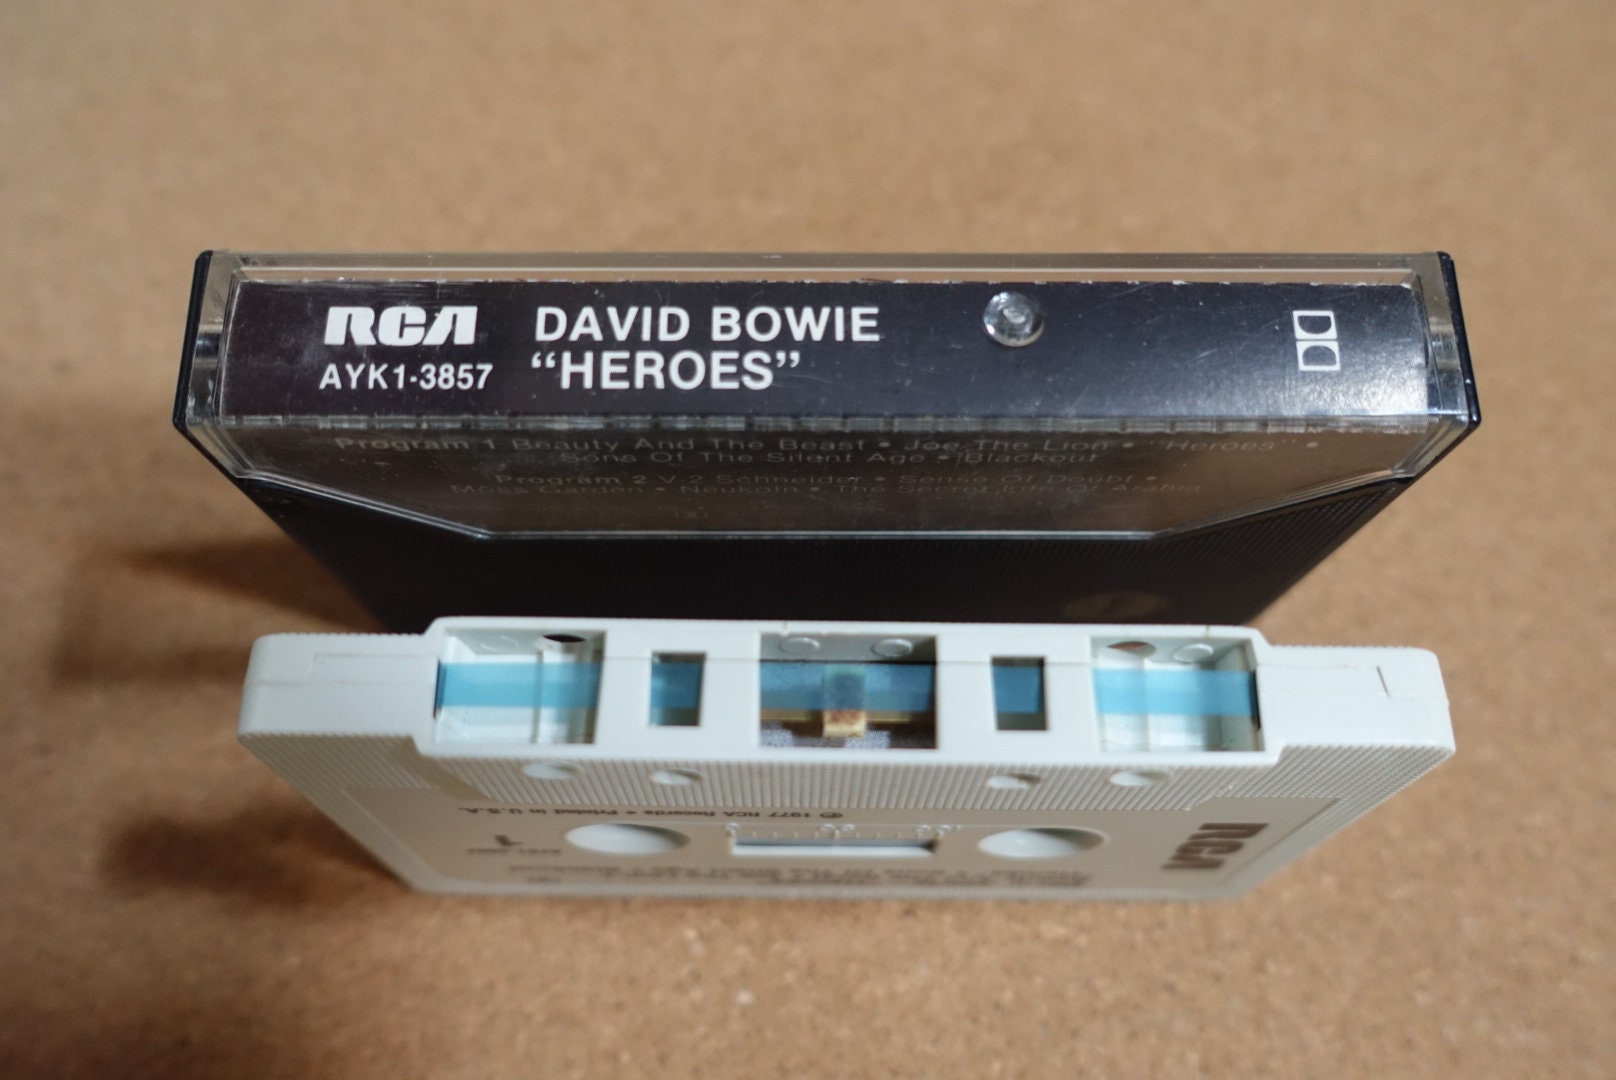 RCA
AYK1-3857
DAVID BOWIE
“HEROES”
Program 1 Beauty And The Beast • Joe The Lion • “Heroes” •
Sons Of The Silent Age • Blackout
Program 2 V-2 Schneider • Sense Of Doubt •
Moss Garden • Neukoln • The Secret Life Of Arabia
℗ 1977 RCA Records • Printed in U.S.A.
1
RCA